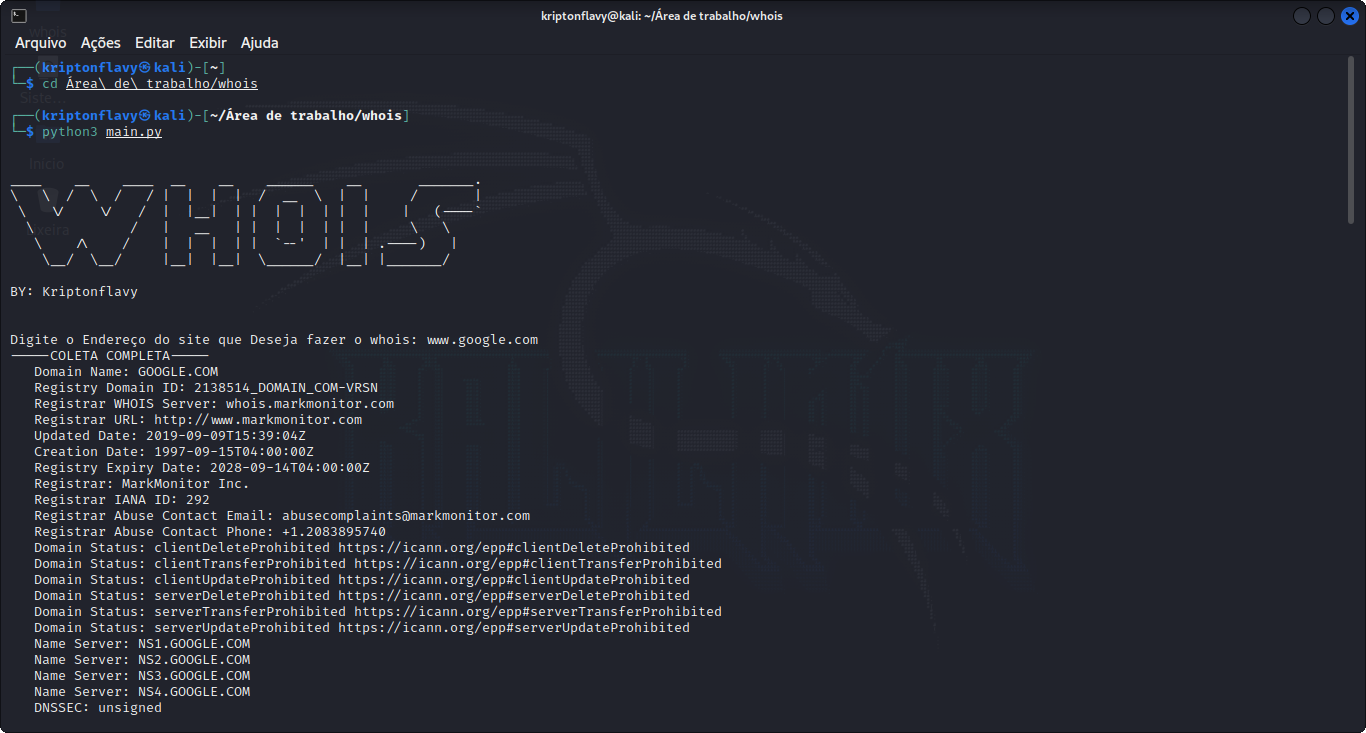 kriptonflavy@kali: ~/Área de trabalho/whois
Arquivo Ações Editar Exibir Ajuda
┌──(kriptonflavy㉿kali)-[~]
└─$ cd Área\ de\ trabalho/whois
┌──(kriptonflavy㉿kali)-[~/Área de trabalho/whois]
└─$ python3 main.py
WHOIS
BY: Kriptonflavy
Digite o Endereço do site que Deseja fazer o whois: www.google.com
-----COLETA COMPLETA-----
Domain Name: GOOGLE.COM
Registry Domain ID: 2138514_DOMAIN_COM-VRSN
Registrar WHOIS Server: whois.markmonitor.com
Registrar URL: http://www.markmonitor.com
Updated Date: 2019-09-09T15:39:04Z
Creation Date: 1997-09-15T04:00:00Z
Registry Expiry Date: 2028-09-14T04:00:00Z
Registrar: MarkMonitor Inc.
Registrar IANA ID: 292
Registrar Abuse Contact Email: abusecomplaints@markmonitor.com
Registrar Abuse Contact Phone: +1.2083895740
Domain Status: clientDeleteProhibited https://icann.org/epp#clientDeleteProhibited
Domain Status: clientTransferProhibited https://icann.org/epp#clientTransferProhibited
Domain Status: clientUpdateProhibited https://icann.org/epp#clientUpdateProhibited
Domain Status: serverDeleteProhibited https://icann.org/epp#serverDeleteProhibited
Domain Status: serverTransferProhibited https://icann.org/epp#serverTransferProhibited
Domain Status: serverUpdateProhibited https://icann.org/epp#serverUpdateProhibited
Name Server: NS1.GOOGLE.COM
Name Server: NS2.GOOGLE.COM
Name Server: NS3.GOOGLE.COM
Name Server: NS4.GOOGLE.COM
DNSSEC: unsigned